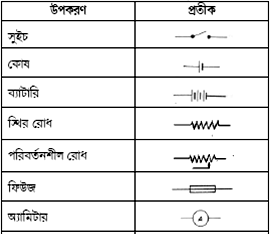 উপকরণ প্রতীক
সুইচ
কোষ
ব্যাটারি
স্থির রোধ
পরিবর্তনশীল রোধ
ফিউজ
অ্যামিটার